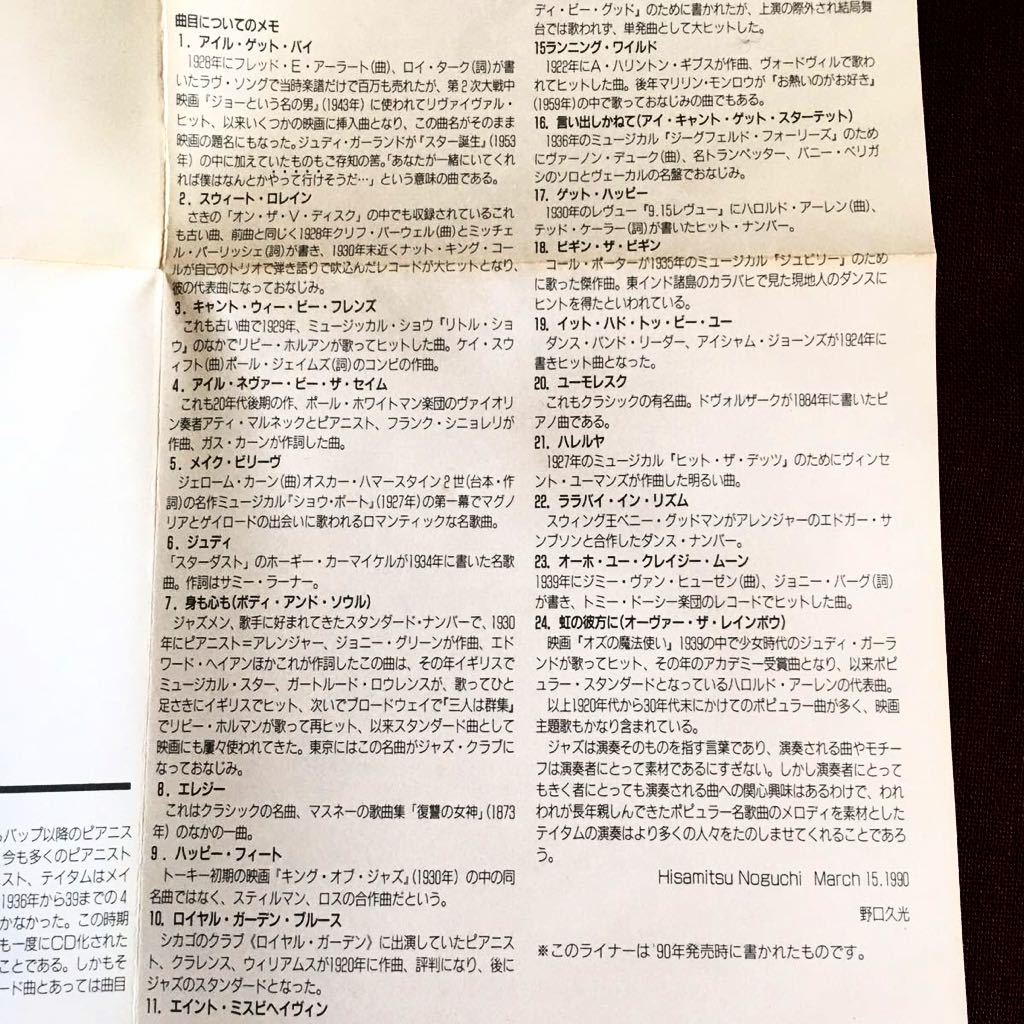 曲目についてのメモ
1．アイル・ゲット・バイ
1928年にフレッド・E・アーラート(曲)、ロイ・ターク(詞)が書
いたラヴ・ソングで当時楽譜だけで百万も売れたが、第2次大戦中
映画『ジョーという名の男』(1943年)に使われてリヴァイヴァル・
ヒット、以来いくつかの映画に挿入曲となり、この曲名がそのまま
映画の題名にもなった。ジュディ・ガーランドが『スター誕生』(1953
年）の中に加えていたものもご存知の筈。「あなたが一緒にいてくれ
れば僕はなんとかやって行けそうだ…」という意味の曲である。
2．スウィート・ロレイン
さきの「オン・ザ・V・ディスク」の中でも収録されているこれ
も古い曲、前曲と同じく1928年クリフ・バーウェル(曲)とミッチェ
ル・パーリッシェ(詞)が書き、1930年末近くナット・キング・コー
ルが自己のトリオで弾き語りで吹込んだレコードが大ヒットとなり、
彼の代表曲になっておなじみ。
3．キャント・ウィー・ビー・フレンズ
これも古い曲で1929年、ミュージッカル・ショウ『リトル・ショ
ウ』のなかでリビー・ホルアンが歌ってヒットした曲。ケイ・スウ
ィフト(曲)ポール・ジェイムズ(詞)のコンビの作曲。
4．アイル・ネヴァー・ビー・ザ・セイム
これも20年代後期の作、ポール・ホワイトマン楽団のヴァイオリ
ン奏者アティ・マルネックとピアニスト、フランク・シニョレリが
作曲、ガス・カーンが作詞した曲。
5．メイク・ビリーヴ
ジェローム・カーン(曲)オスカー・ハマースタイン2世(台本・作
詞)の名作ミュージカル『ショウ・ボート』(1927年)の第一幕でマグノ
リアとゲイロードの出会いに歌われるロマンティックな名歌曲。
6．ジュディ
「スターダスト」のホーギー・カーマイケルが1934年に書いた名歌
曲。作詞はサミー・ラーナー。
7．身も心も(ボディ・アンド・ソウル)
ジャズメン、歌手に好まれてきたスタンダード・ナンバーで、1930
年にピアニスト＝アレンジャー、ジョニー・グリーンが作曲、エド
ワード・ヘイアンほかこれが作詞したこの曲は、その年イギリスで
ミュージカル・スター、ガートルード・ロウレンスが、歌ってひと
足さきにイギリスでヒット、次いでブロードウェイで『三人は群集』
でリビー・ホルマンが歌って再ヒット、以来スタンダード曲として
映画にも屢々使われてきた。東京にはこの名曲がジャズ・クラブに
なっておなじみ。
8．エレジー
これはクラシックの名曲、マスネーの歌曲集「復讐の女神」(1873
年）のなかの一曲。
9．ハッピー・フィート
トーキー初期の映画『キング・オブ・ジャズ』(1930年）の中の同
名曲ではなく、スティルマン、ロスの合作曲だという。
10．ロイヤル・ガーデン・ブルース
シカゴのクラブ《ロイヤル・ガーデン》に出演していたピアニス
ト、クラレンス、ウィリアムスが1920年に作曲、評判になり、後に
ジャズのスタンダードとなった。
11．エイント・ミスビヘイヴィン
ディ・ビー・グッド』のために書かれたが、上演の際外され結局舞
台では歌われず、単発曲として大ヒットした。
15ランニング・ワイルド
1922年にA・ハリントン・ギブスが作曲、ヴォードヴィルで歌わ
れてヒットした曲。後年マリリン・モンロウが『お熱いのがお好き』
(1959年)の中で歌っておなじみの曲でもある。
16．言い出しかねて(アイ・キャント・ゲット・スターテット)
1936年のミュージカル『ジーグフェルド・フォーリーズ』のため
にヴァーノン・デューク(曲)、名トランペッター、バニー・ベリガ
シのソロとヴェーカルの名盤でおなじみ。
17．ゲット・ハッピー
1930年のレヴュー『9.15レヴュー』にハロルド・アーレン(曲)、
テッド・ケーラー(詞)が書いたヒット・ナンバー。
18．ビギン・ザ・ビギン
コール・ポーターが1935年のミュージカル『ジュビリー』のため
に歌った傑作曲。東インド諸島のカラバヒで見た現地人のダンスに
ヒントを得たといわれている。
19．イット・ハド・トッ・ビー・ユー
ダンス・バンド・リーダー、アイシャム・ジョーンズが1924年に
書きヒット曲となった。
20．ユーモレスク
これもクラシックの有名曲。ドヴォルザークが1884年に書いたピ
アノ曲である。
21．ハレルヤ
1927年のミュージカル『ヒット・ザ・デッツ』のためにヴィンセ
ント・ユーマンズが作曲した明るい曲。
22．ララバイ・イン・リズム
スウィング王ベニー・グッドマンがアレンジャーのエドガー・サ
ンプソンと合作したダンス・ナンバー。
23．オーホ・ユー・クレイジー・ムーン
1939年にジミー・ヴァン・ヒューゼン(曲)、ジョニー・バーグ(詞)
が書き、トミー・ドーシー楽団のレコードでヒットした曲。
24．虹の彼方に(オーヴァー・ザ・レインボウ)
映画『オズの魔法使い』1939の中で少女時代のジュディ・ガーラ
ンドが歌ってヒット、その年のアカデミー受賞曲となり、以来ポピ
ュラー・スタンダードとなっているハロルド・アーレンの代表曲。
以上1920年代から30年代末にかけてのポピュラー曲が多く、映画
主題歌もかなり含まれている。
ジャズは演奏そのものを指す言葉であり、演奏される曲やモチー
フは演奏者にとって素材であるにすぎない。しかし演奏者にとって
もきく者にとっても演奏する曲への関心興味はあるわけで、われ
われが長年親しんできたポピュラー名歌曲のメロディを素材とした
テイタムの演奏はより多くの人々をたのしませてくれることであろ
う。
Hisamitsu Noguchi March 15.1990
野口久光
※このライナーは'90年発売時に書かれたものです。
バップ以降のピアニス
今も多くのピアニスト
スト、テイタムはメイ
1936年から39までの4
かなかった。この時期
も一度にCD化された
ことである。しかもそ
ード曲とあっては曲目